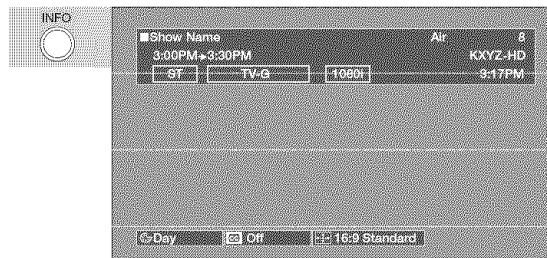 INFO
Show Name Air 8
3:00PM▸3:30PM KXYZ-HD
ST TV-G 1080i 3:17PM
Day CC Off 16:9 Standard